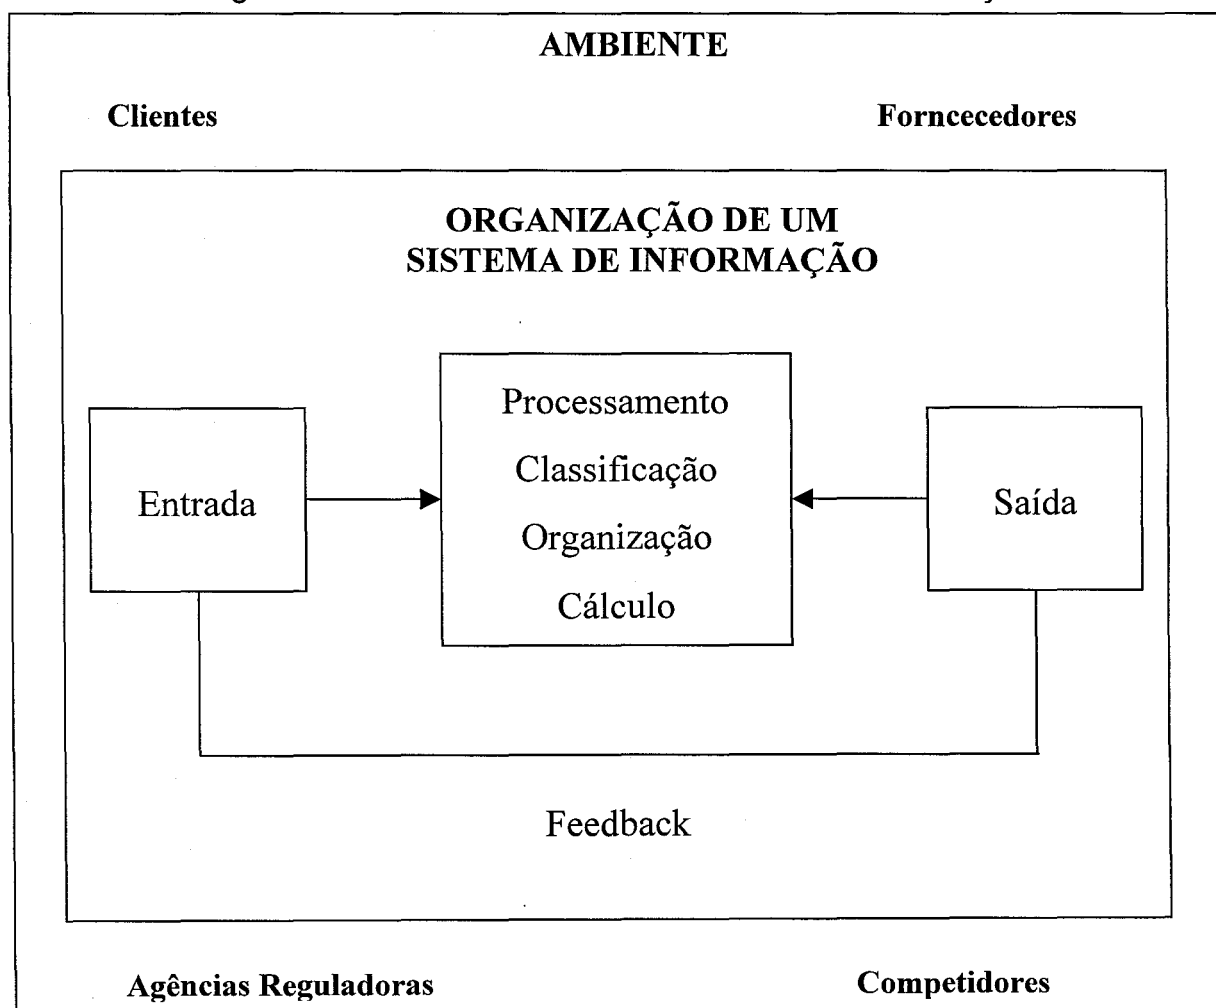 AMBIENTE
Clientes
Forncecedores
ORGANIZAÇÃO DE UM
SISTEMA DE INFORMAÇÃO
Processamento
Classificação
Organização
Cálculo
Entrada
Saída
Feedback
Agências Reguladoras
Competidores